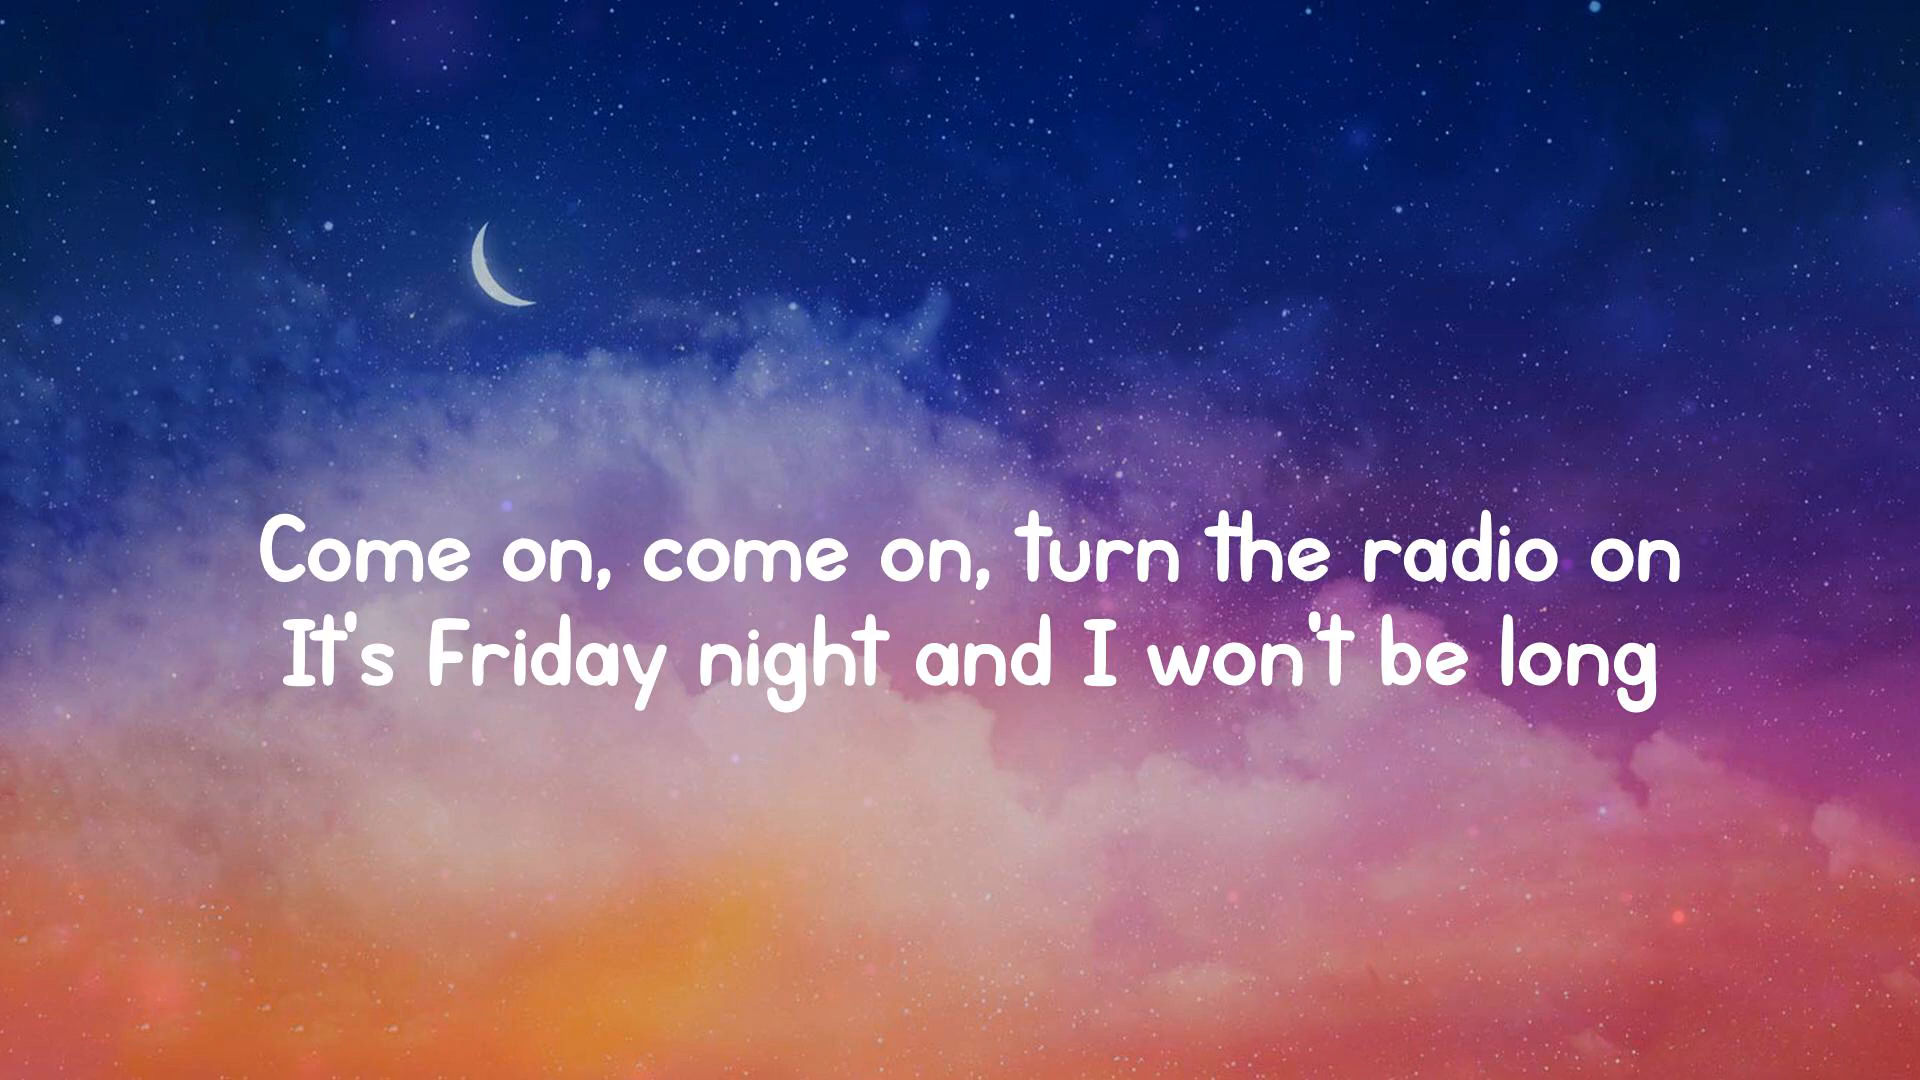 Come on, come on, turn the radio on
It's Friday night and I won't be long